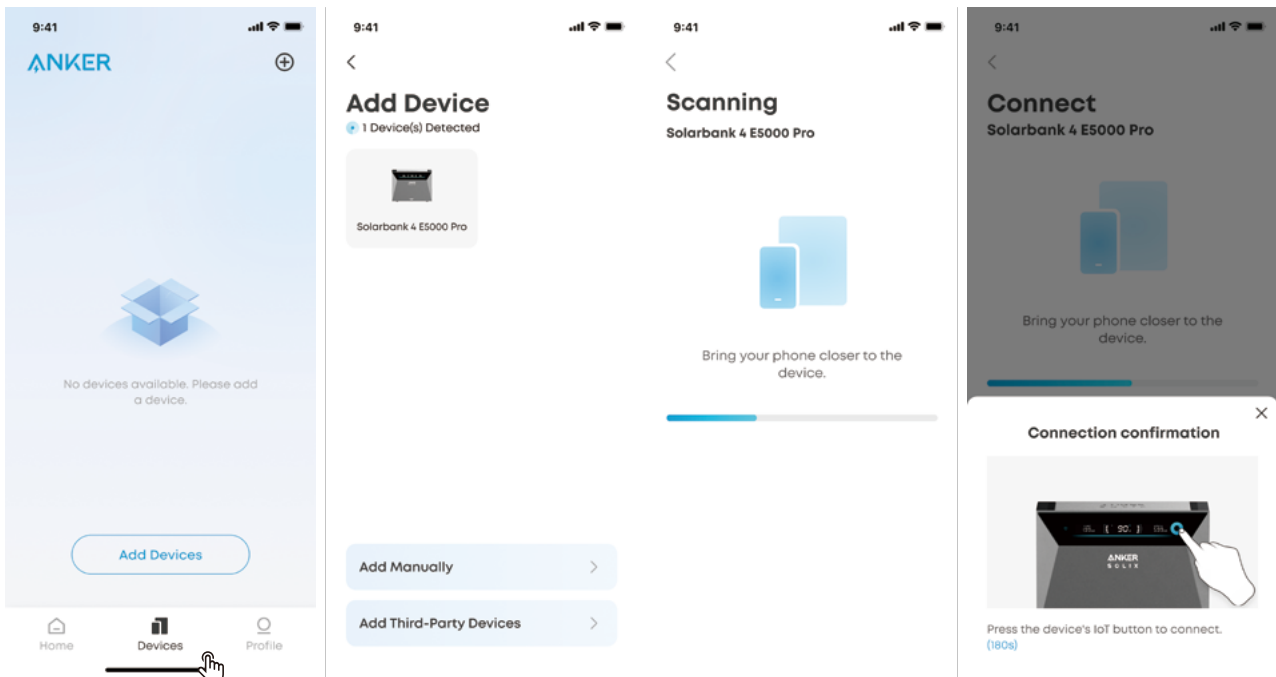 9:41
ANKER
No devices available. Please add
a device.
Add Devices
Home
Devices
Profile
9:41
Add Device
1 Device(s) Detected
Solarbank 4 E5000 Pro
Add Manually
Add Third-Party Devices
9:41
Scanning
Solarbank 4 E5000 Pro
Bring your phone closer to the
device.
9:41
Connect
Solarbank 4 E5000 Pro
Bring your phone closer to the
device.
Connection confirmation
90%
ANKER
SOLIX
Press the device's IoT button to connect.
(180s)